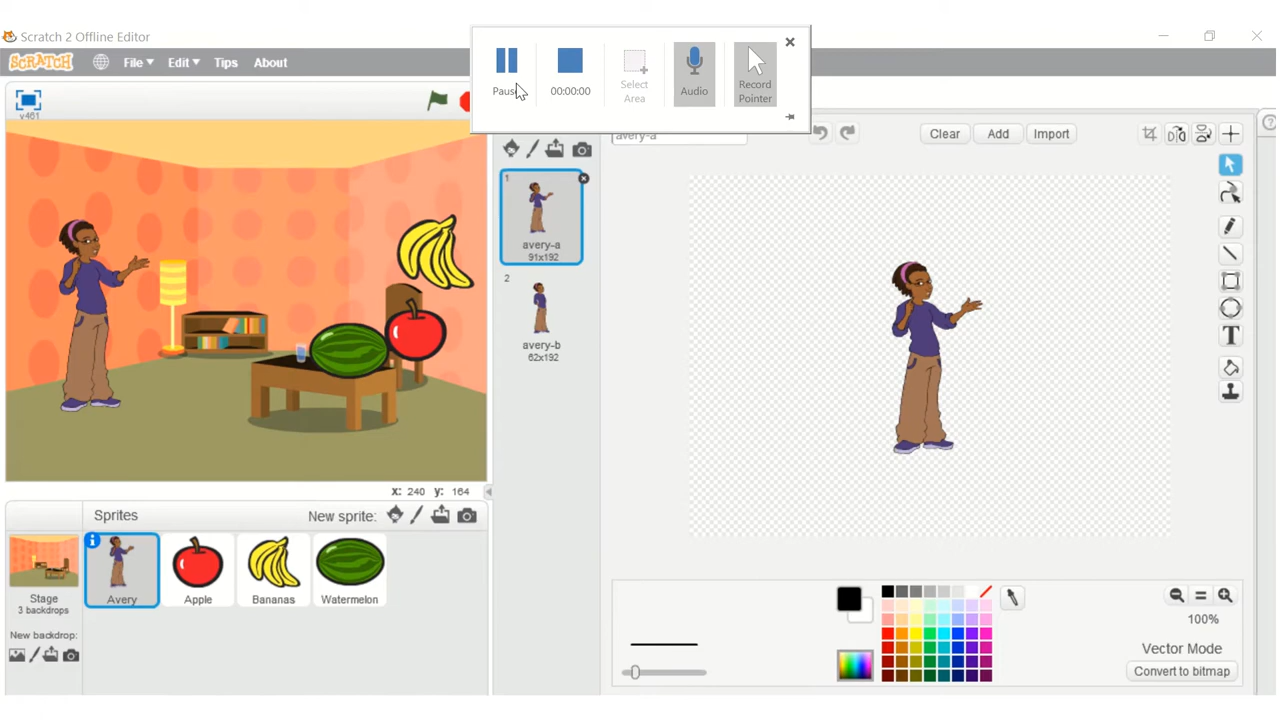 Scratch 2 Offline Editor
SCRATCH
File
Edit
Tips
About
v461
Pause
00:00:00
Select
Area
Audio
Record
Pointer
avery-a
Clear
Add
Import
1
avery-a
91x192
2
avery-b
62x192
x: 240 y: 164
Sprites
New sprite:
Stage
3 backdrops
New backdrop:
Avery
Apple
Bananas
Watermelon
100%
Vector Mode
Convert to bitmap